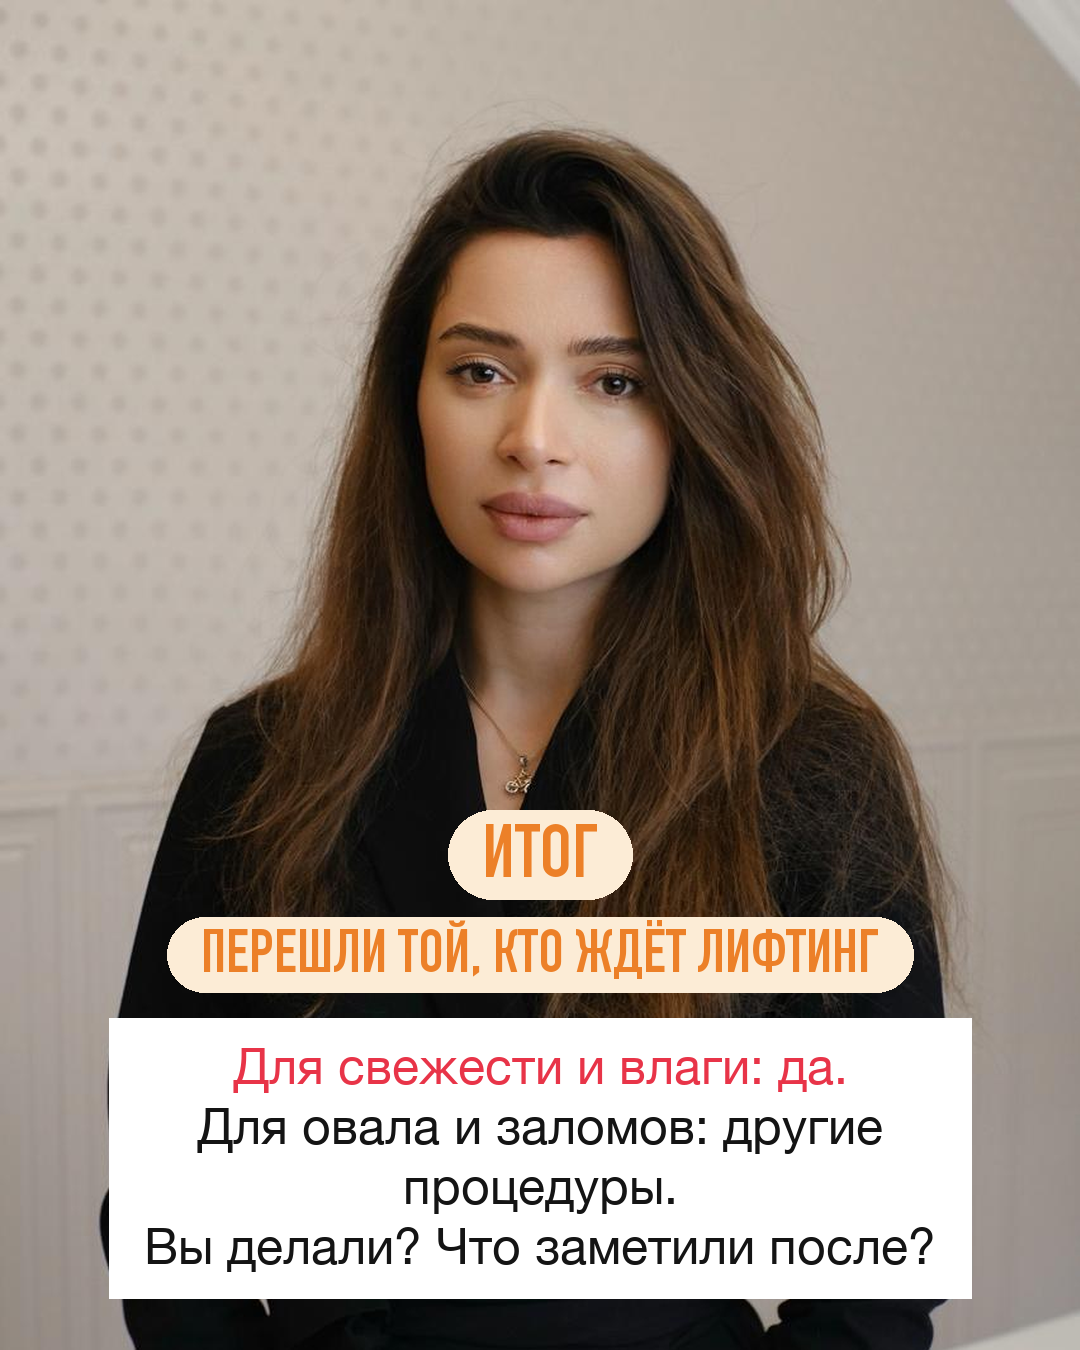 ИТОГ
ПЕРЕШЛИ ТОЙ, КТО ЖДЁТ ЛИФТИНГ
Для свежести и влаги: да.
Для овала и заломов: другие
процедуры.
Вы делали? Что заметили после?